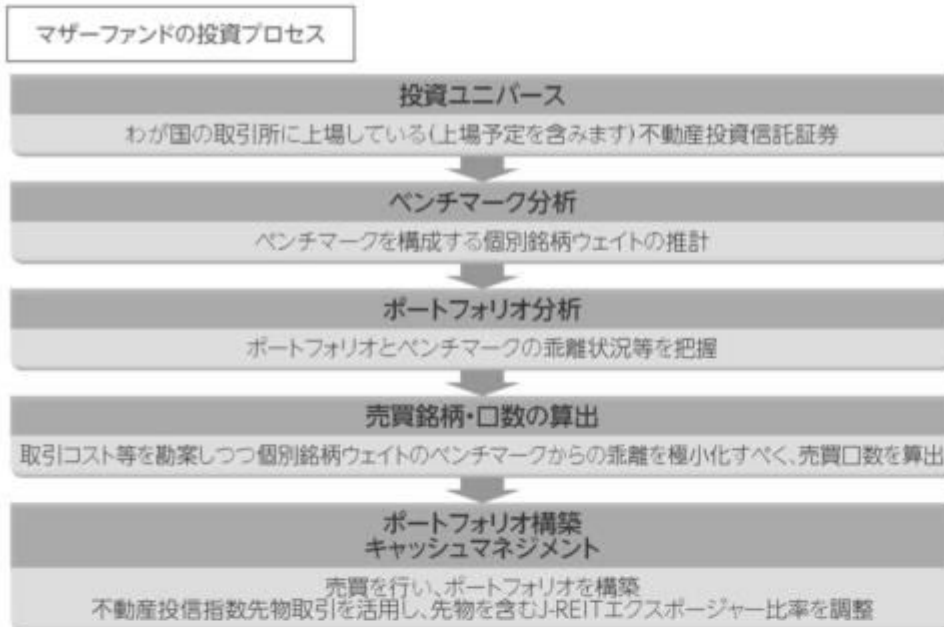 マザーファンドの投資プロセス
投資ユニバース
わが国の取引所に上場している(上場予定を含みます)不動産投資信託証券
ベンチマーク分析
ベンチマークを構成する個別銘柄ウェイトの推計
ポートフォリオ分析
ポートフォリオとベンチマークの乖離状況等を把握
売買銘柄・口数の算出
取引コスト等を勘案しつつ個別銘柄ウェイトのベンチマークからの乖離を極小化すべく、売買口数を算出
ポートフォリオ構築
キャッシュマネジメント
売買を行い、ポートフォリオを構築
不動産投信指数先物取引を活用し、先物を含むJ-REITエクスポージャー比率を調整